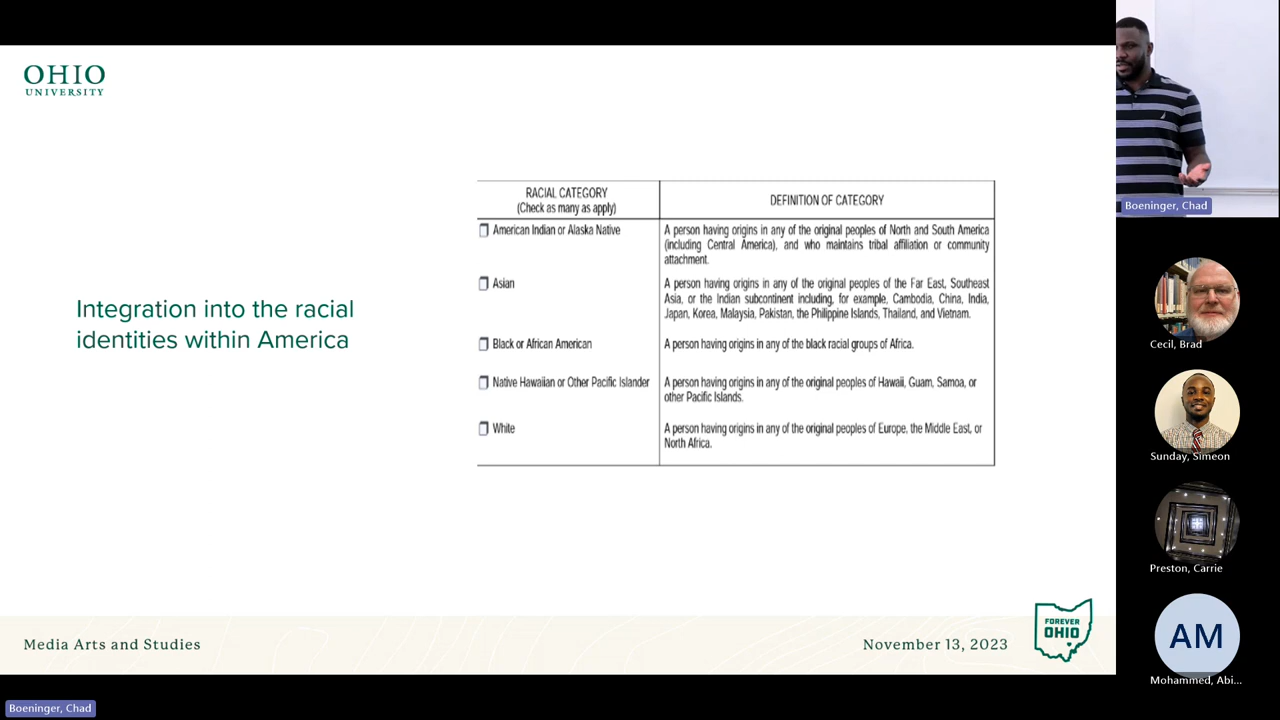 OHIO
UNIVERSITY
Integration into the racial
identities within America
RACIAL CATEGORY
(Check as many as apply)
DEFINITION OF CATEGORY
American Indian or Alaska Native
A person having origins in any of the original peoples of North and South America
(including Central America), and who maintains tribal affiliation or community
attachment.
Asian
A person having origins in any of the original peoples of the Far East, Southeast
Asia, or the Indian subcontinent including, for example, Cambodia, China, India,
Japan, Korea, Malaysia, Pakistan, the Philippine Islands, Thailand, and Vietnam.
Black or African American
A person having origins in any of the black racial groups of Africa.
Native Hawaiian or Other Pacific Islander
A person having origins in any of the original peoples of Hawaii, Guam, Samoa, or
other Pacific Islands.
White
A person having origins in any of the original peoples of Europe, the Middle East, or
North Africa.
Media Arts and Studies
November 13, 2023
FOREVER
OHIO
Boeninger, Chad
Boeninger, Chad
Cecil, Brad
Sunday, Simeon
Preston, Carrie
AM
Mohammed, Abi...